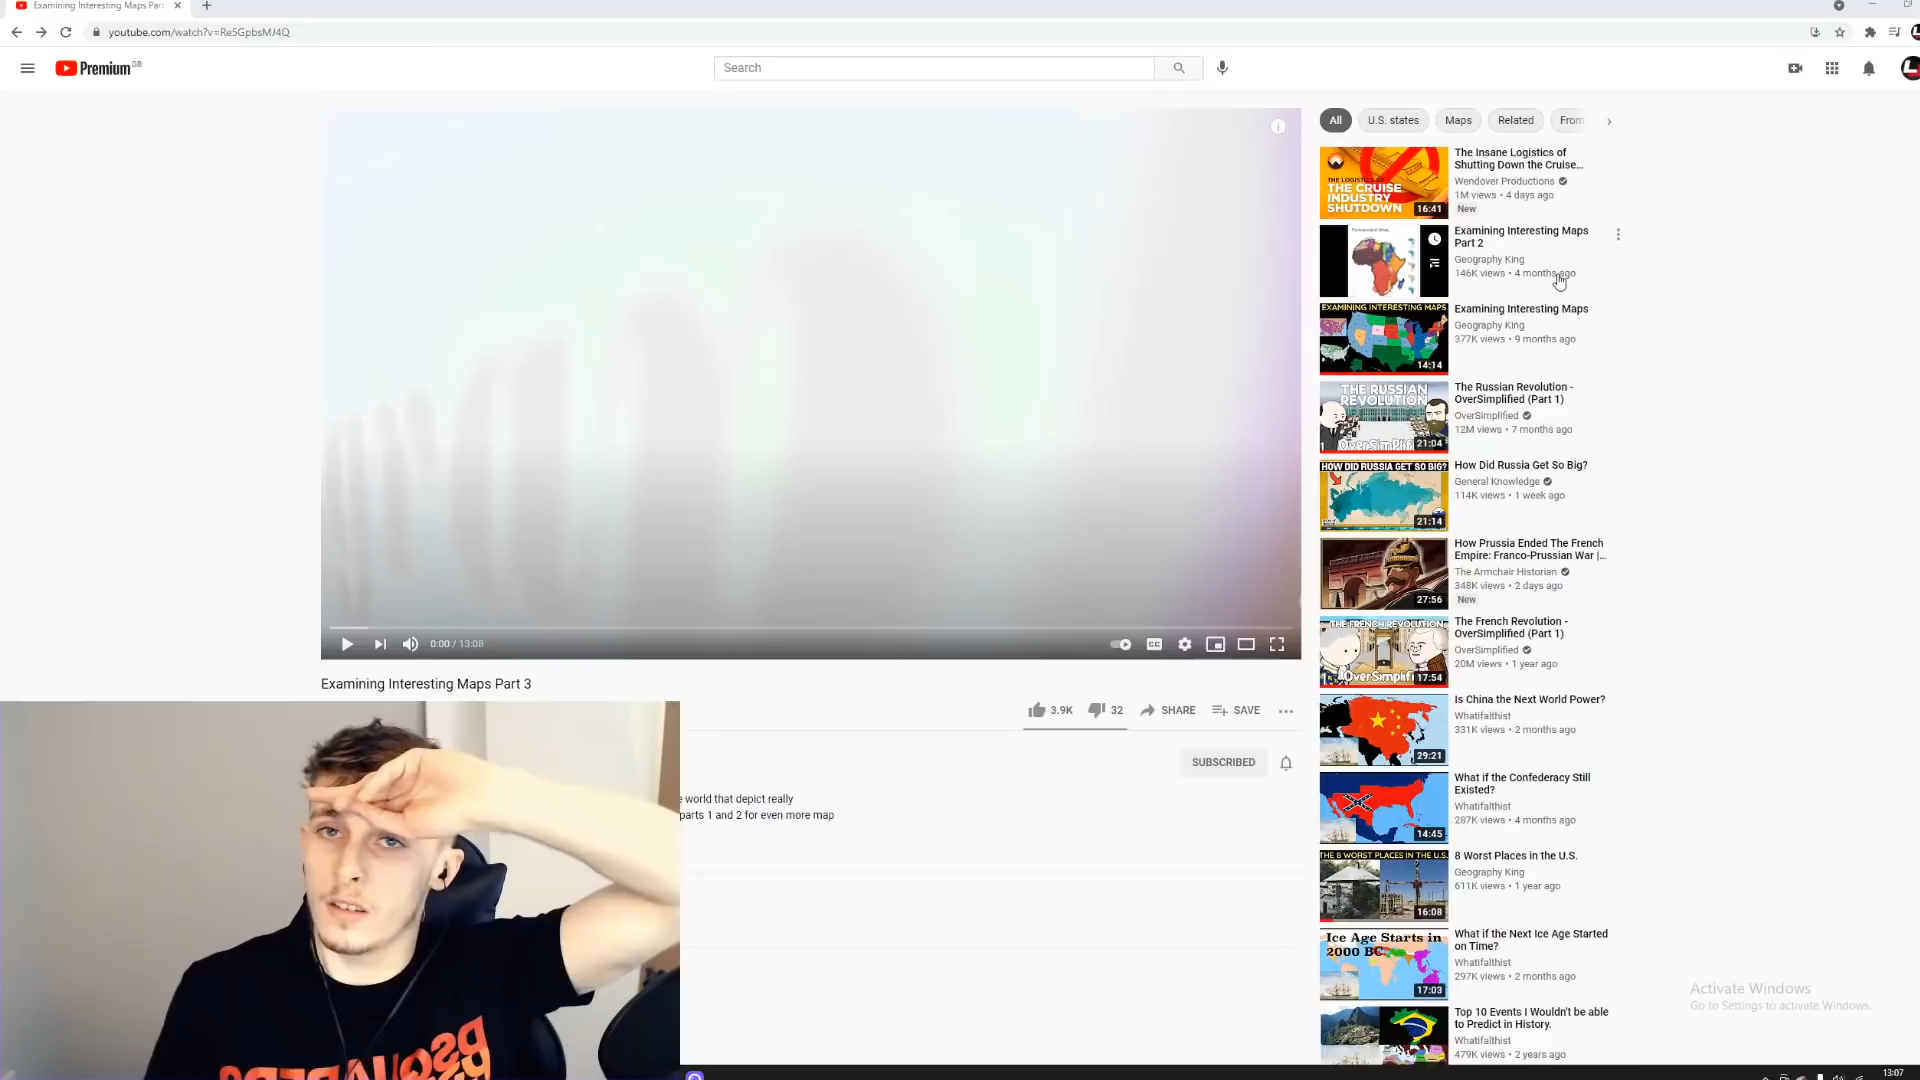 Examining Interesting Maps Part
youtube.com/watch?v=Re5GpbsMJ4Q
Premium GB
Search
All
U.S. states
Maps
Related
From
THE LOGISTICS OF
THE CRUISE
INDUSTRY
SHUTDOWN
16:41
The Insane Logistics of
Shutting Down the Cruise...
Wendover Productions
1M views • 4 days ago
New
Examining Interesting Maps
Part 2
Geography King
146K views • 4 months ago
EXAMINING INTERESTING MAPS
14:14
Examining Interesting Maps
Geography King
377K views • 9 months ago
THE RUSSIAN
REVOLUTION
OverSimplifi
21:04
The Russian Revolution -
OverSimplified (Part 1)
OverSimplified
12M views • 7 months ago
HOW DID RUSSIA GET SO BIG?
21:14
How Did Russia Get So Big?
General Knowledge
114K views • 1 week ago
27:56
How Prussia Ended The French
Empire: Franco-Prussian War |...
The Armchair Historian
348K views • 2 days ago
New
THE FRENCH REVOLUTION
OverSimplifi
17:54
The French Revolution -
OverSimplified (Part 1)
OverSimplified
20M views • 1 year ago
29:21
Is China the Next World Power?
Whatifalthist
331K views • 2 months ago
14:45
What if the Confederacy Still
Existed?
Whatifalthist
287K views • 4 months ago
THE 8 WORST PLACES IN THE U.S.
16:08
8 Worst Places in the U.S.
Geography King
611K views • 1 year ago
Ice Age Starts in
2000 BC
17:03
What if the Next Ice Age Started
on Time?
Whatifalthist
297K views • 2 months ago
Top 10 Events I Wouldn't be able
to Predict in History.
Whatifalthist
479K views • 2 years ago
0:00 / 13:08
Examining Interesting Maps Part 3
3.9K
32
SHARE
SAVE
SUBSCRIBED
e world that depict really
parts 1 and 2 for even more map
Activate Windows
Go to Settings to activate Windows.
13:07